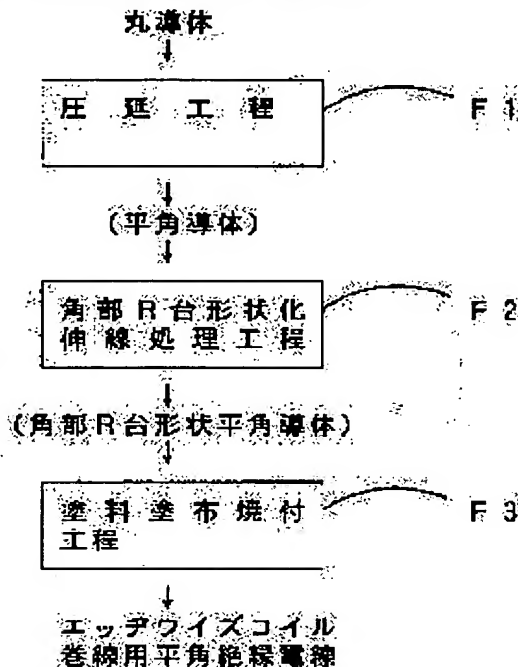 丸導体
圧延工程
F 1
(平角導体)
角部R台形状化
伸線処理工程
F 2
(角部R台形状平角導体)
塗料塗布焼付
工程
F 3
エッヂワイズコイル
巻線用平角絶縁電線